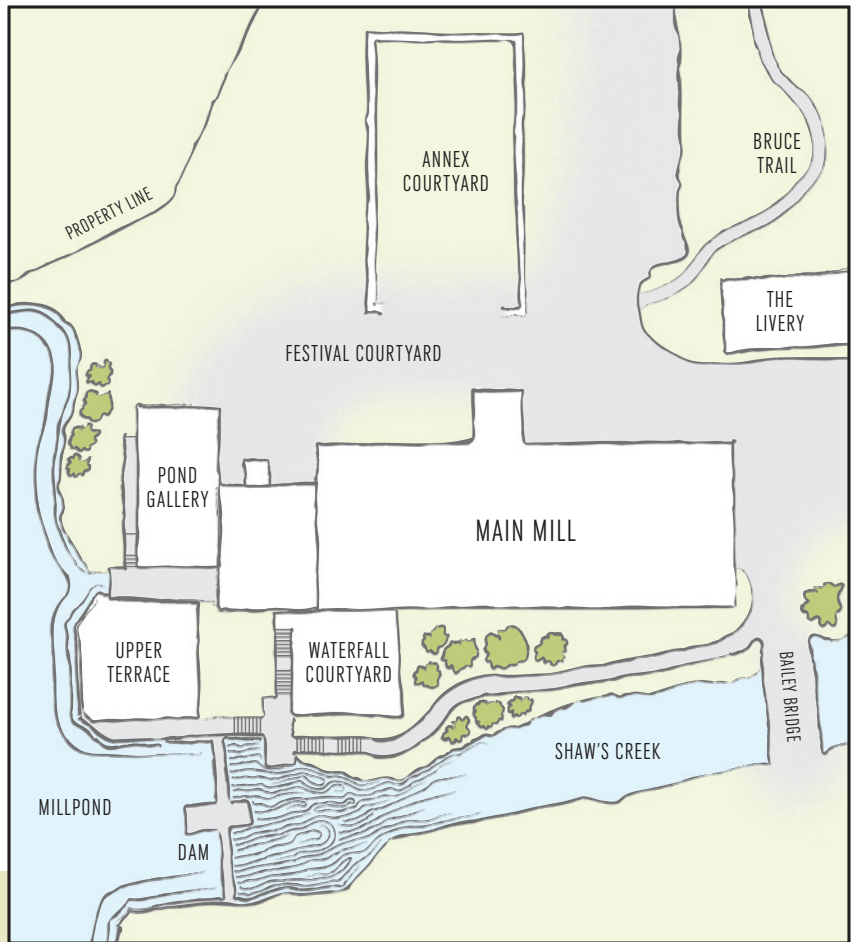 ANNEX
COURTYARD
BRUCE
TRAIL
PROPERTY LINE
THE
LIVERY
FESTIVAL COURTYARD
POND
GALLERY
MAIN MILL
UPPER
TERRACE
WATERFALL
COURTYARD
BAILEY BRIDGE
SHAW'S CREEK
MILLPOND
DAM